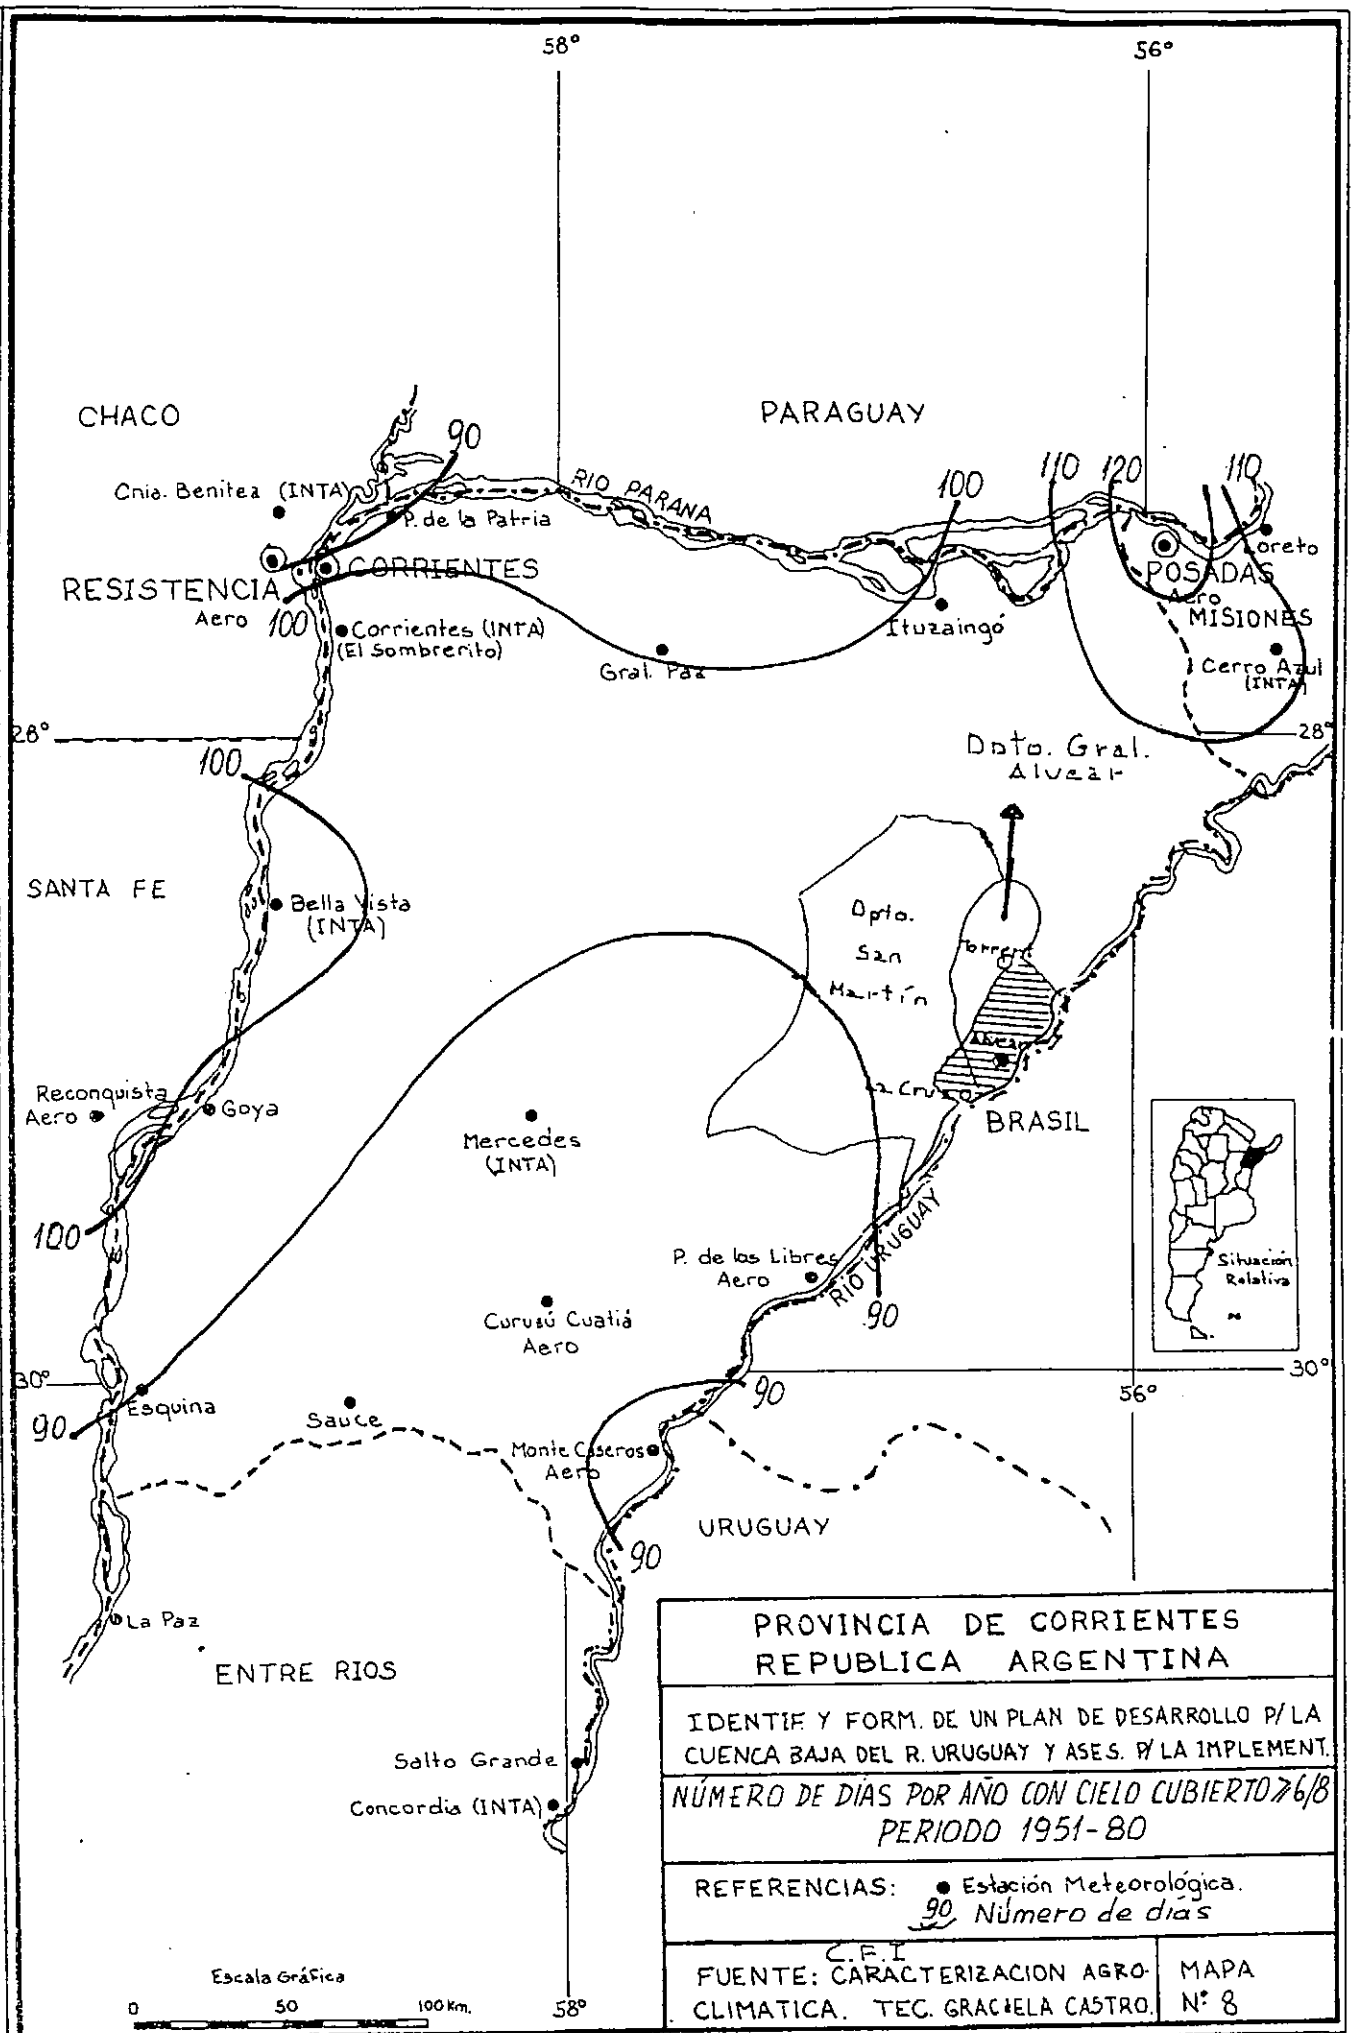 58°
56°
CHACO
PARAGUAY
90
Cnia. Benitea (INTA)
P. de la Patria
RIO PARANA
100
110
120
110
Loreto
RESISTENCIA
Aero
CORRIENTES
100
Corrientes (INTA)
(El Sombrerito)
Gral. Paz
Ituzaingó
POSADAS
Aero
MISIONES
Cerro Azul
(INTA)
28°
28°
100
Dpto. Gral.
Alvear
SANTA FE
Bella Vista
(INTA)
Dpto.
San
Martín
Torrent
Alvear
La Cruz
BRASIL
Reconquista
Aero
Goya
Mercedes
(INTA)
100
P. de los Libres
Aero
RIO URUGUAY
90
Curuzú Cuatiá
Aero
Situación
Relativa
30°
30°
56°
90
Esquina
Sauce
90
Monte Caseros
Aero
URUGUAY
90
La Paz
ENTRE RIOS
Salto Grande
Concordia (INTA)
58°
Escala Gráfica
0 50 100 Km.
PROVINCIA DE CORRIENTES
REPUBLICA ARGENTINA
IDENTIF. Y FORM. DE UN PLAN DE DESARROLLO P/ LA
CUENCA BAJA DEL R. URUGUAY Y ASES. P/ LA IMPLEMENT.
NÚMERO DE DÍAS POR AÑO CON CIELO CUBIERTO ≥6/8
PERIODO 1951-80
REFERENCIAS: Estación Meteorológica.
90 Número de días
C.F.I
FUENTE: CARACTERIZACION AGRO-
CLIMATICA. TEC. GRACIELA CASTRO.
MAPA
N° 8